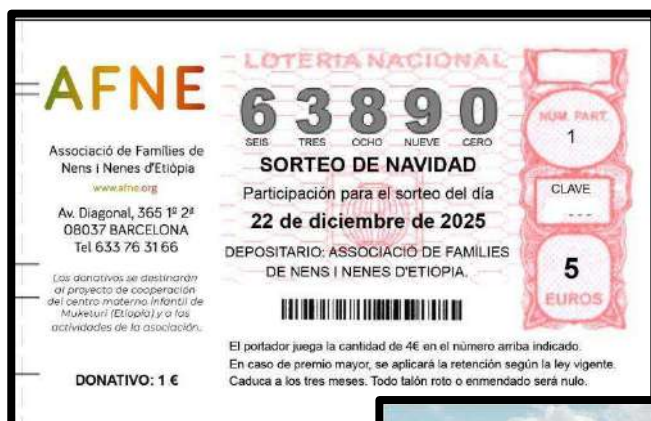 AFNE
Associació de Famílies de
Nens i Nenes d'Etiòpia
www.afne.org
Av. Diagonal, 365 1º 2ª
08037 BARCELONA
Tel 633 76 31 66
Los donativos se destinarán
al proyecto de cooperación
del centro materno infantil de
Muketuri (Etiopía) y a las
actividades de la asociación.
DONATIVO: 1 €
LOTERIA NACIONAL
6 3 8 9 0
SEIS TRES OCHO NUEVE CERO
SORTEO DE NAVIDAD
Participación para el sorteo del día
22 de diciembre de 2025
DEPOSITARIO: ASSOCIACIO DE FAMILIES
DE NENS I NENES D'ETIOPIA.
El portador juega la cantidad de 4€ en el número arriba indicado.
En caso de premio mayor, se aplicará la retención según la ley vigente.
Caduca a los tres meses. Todo talón roto o enmendado será nulo.
NUM. PART.
1
CLAVE
---
5
EUROS